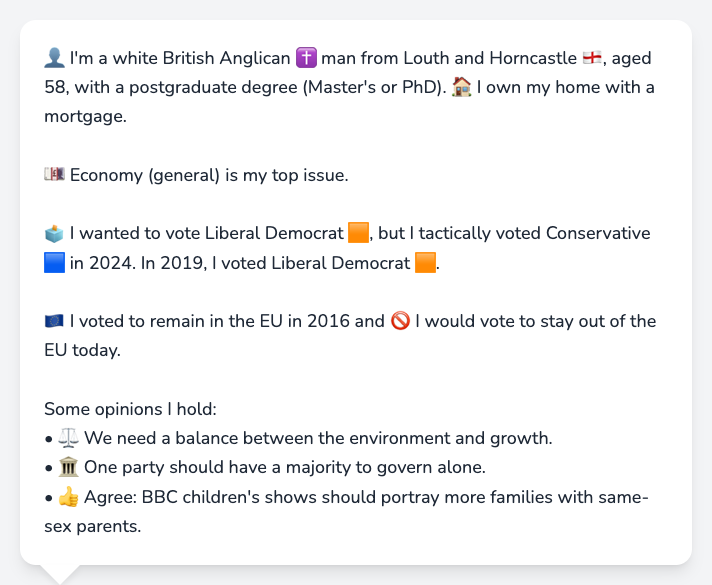 I'm a white British Anglican ✝️ man from Louth and Horncastle 🏴󠁧󠁢󠁥󠁮󠁧󠁿, aged
58, with a postgraduate degree (Master's or PhD). 🏠 I own my home with a
mortgage.
💷 Economy (general) is my top issue.
🗳️ I wanted to vote Liberal Democrat 🟧, but I tactically voted Conservative
🟦 in 2024. In 2019, I voted Liberal Democrat 🟧.
🇪🇺 I voted to remain in the EU in 2016 and 🚫 I would vote to stay out of the
EU today.
Some opinions I hold:
• ⚖️ We need a balance between the environment and growth.
• 🏛️ One party should have a majority to govern alone.
• 👍 Agree: BBC children's shows should portray more families with same-
sex parents.